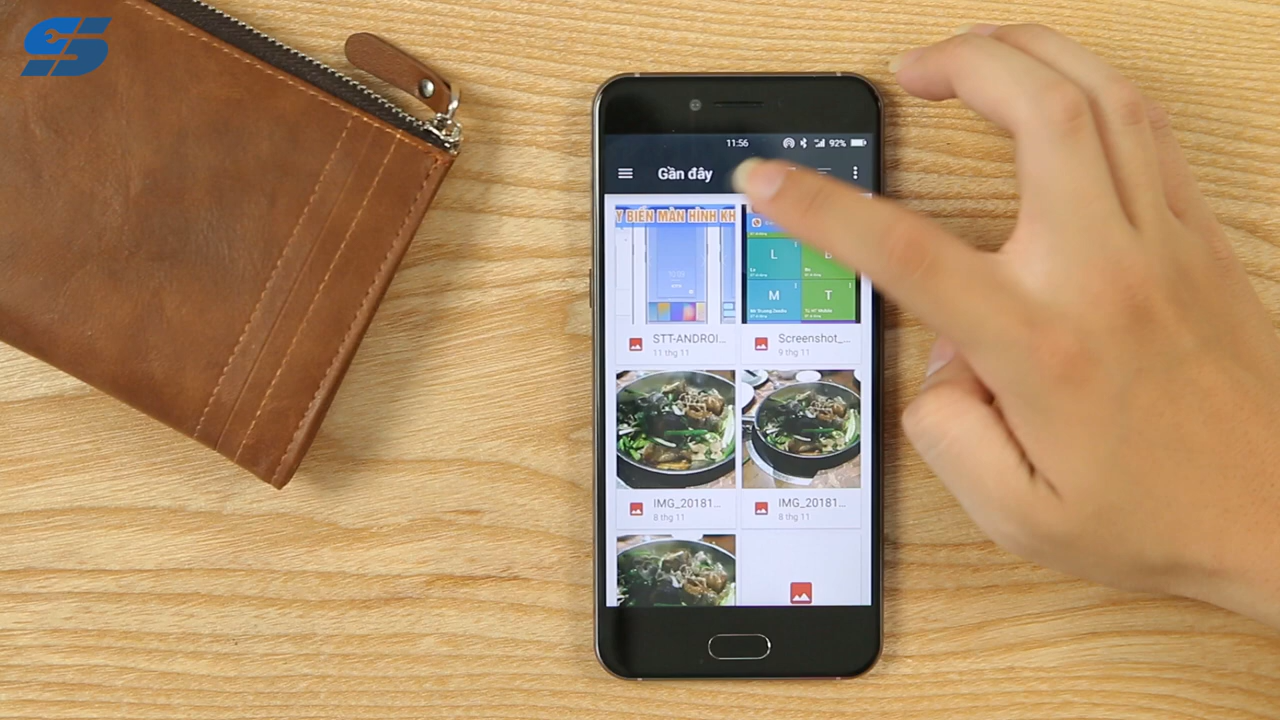 11:56
92%
Gần đây
Y BIẾN MÀN HÌNH KH
L
M
T
STT-ANDROI...
11 thg 11
Screenshot_...
9 thg 11
IMG_20181...
8 thg 11
IMG_20181...
8 thg 11